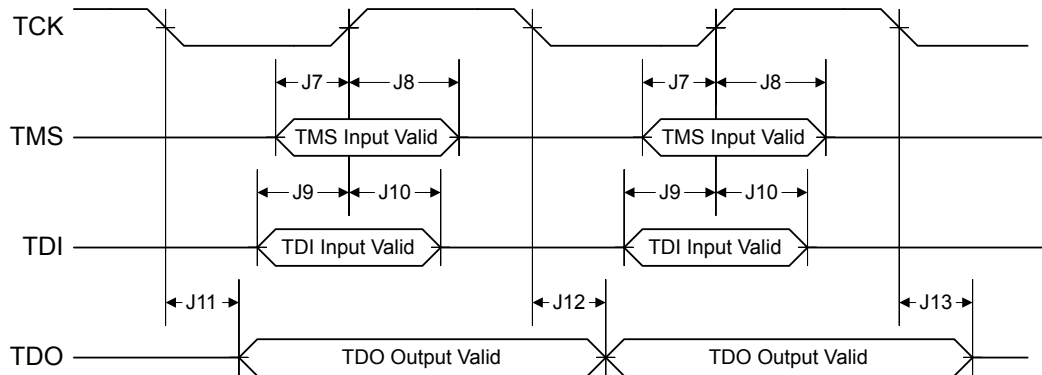 TCK
J7 J8 J7 J8
TMS TMS Input Valid TMS Input Valid
J9 J10 J9 J10
TDI TDI Input Valid TDI Input Valid
J11 J12 J13
TDO TDO Output Valid TDO Output Valid